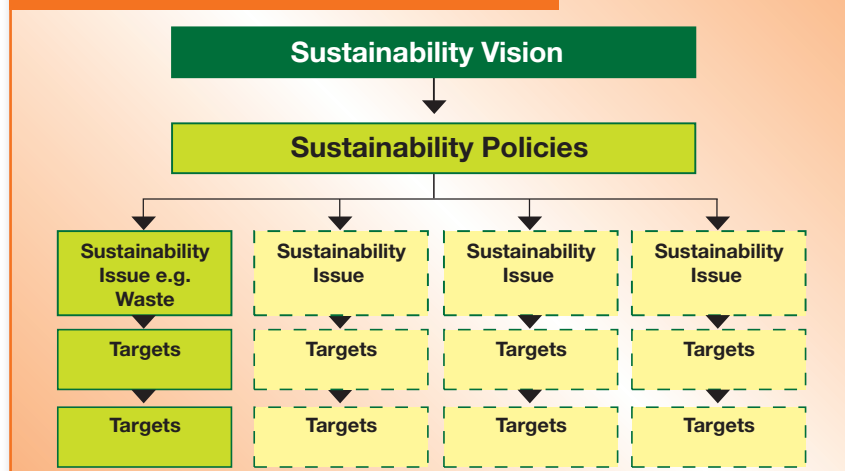 Sustainability Vision
Sustainability Policies
Sustainability
Issue e.g.
Waste
Sustainability
Issue
Sustainability
Issue
Sustainability
Issue
Targets
Targets
Targets
Targets
Targets
Targets
Targets
Targets